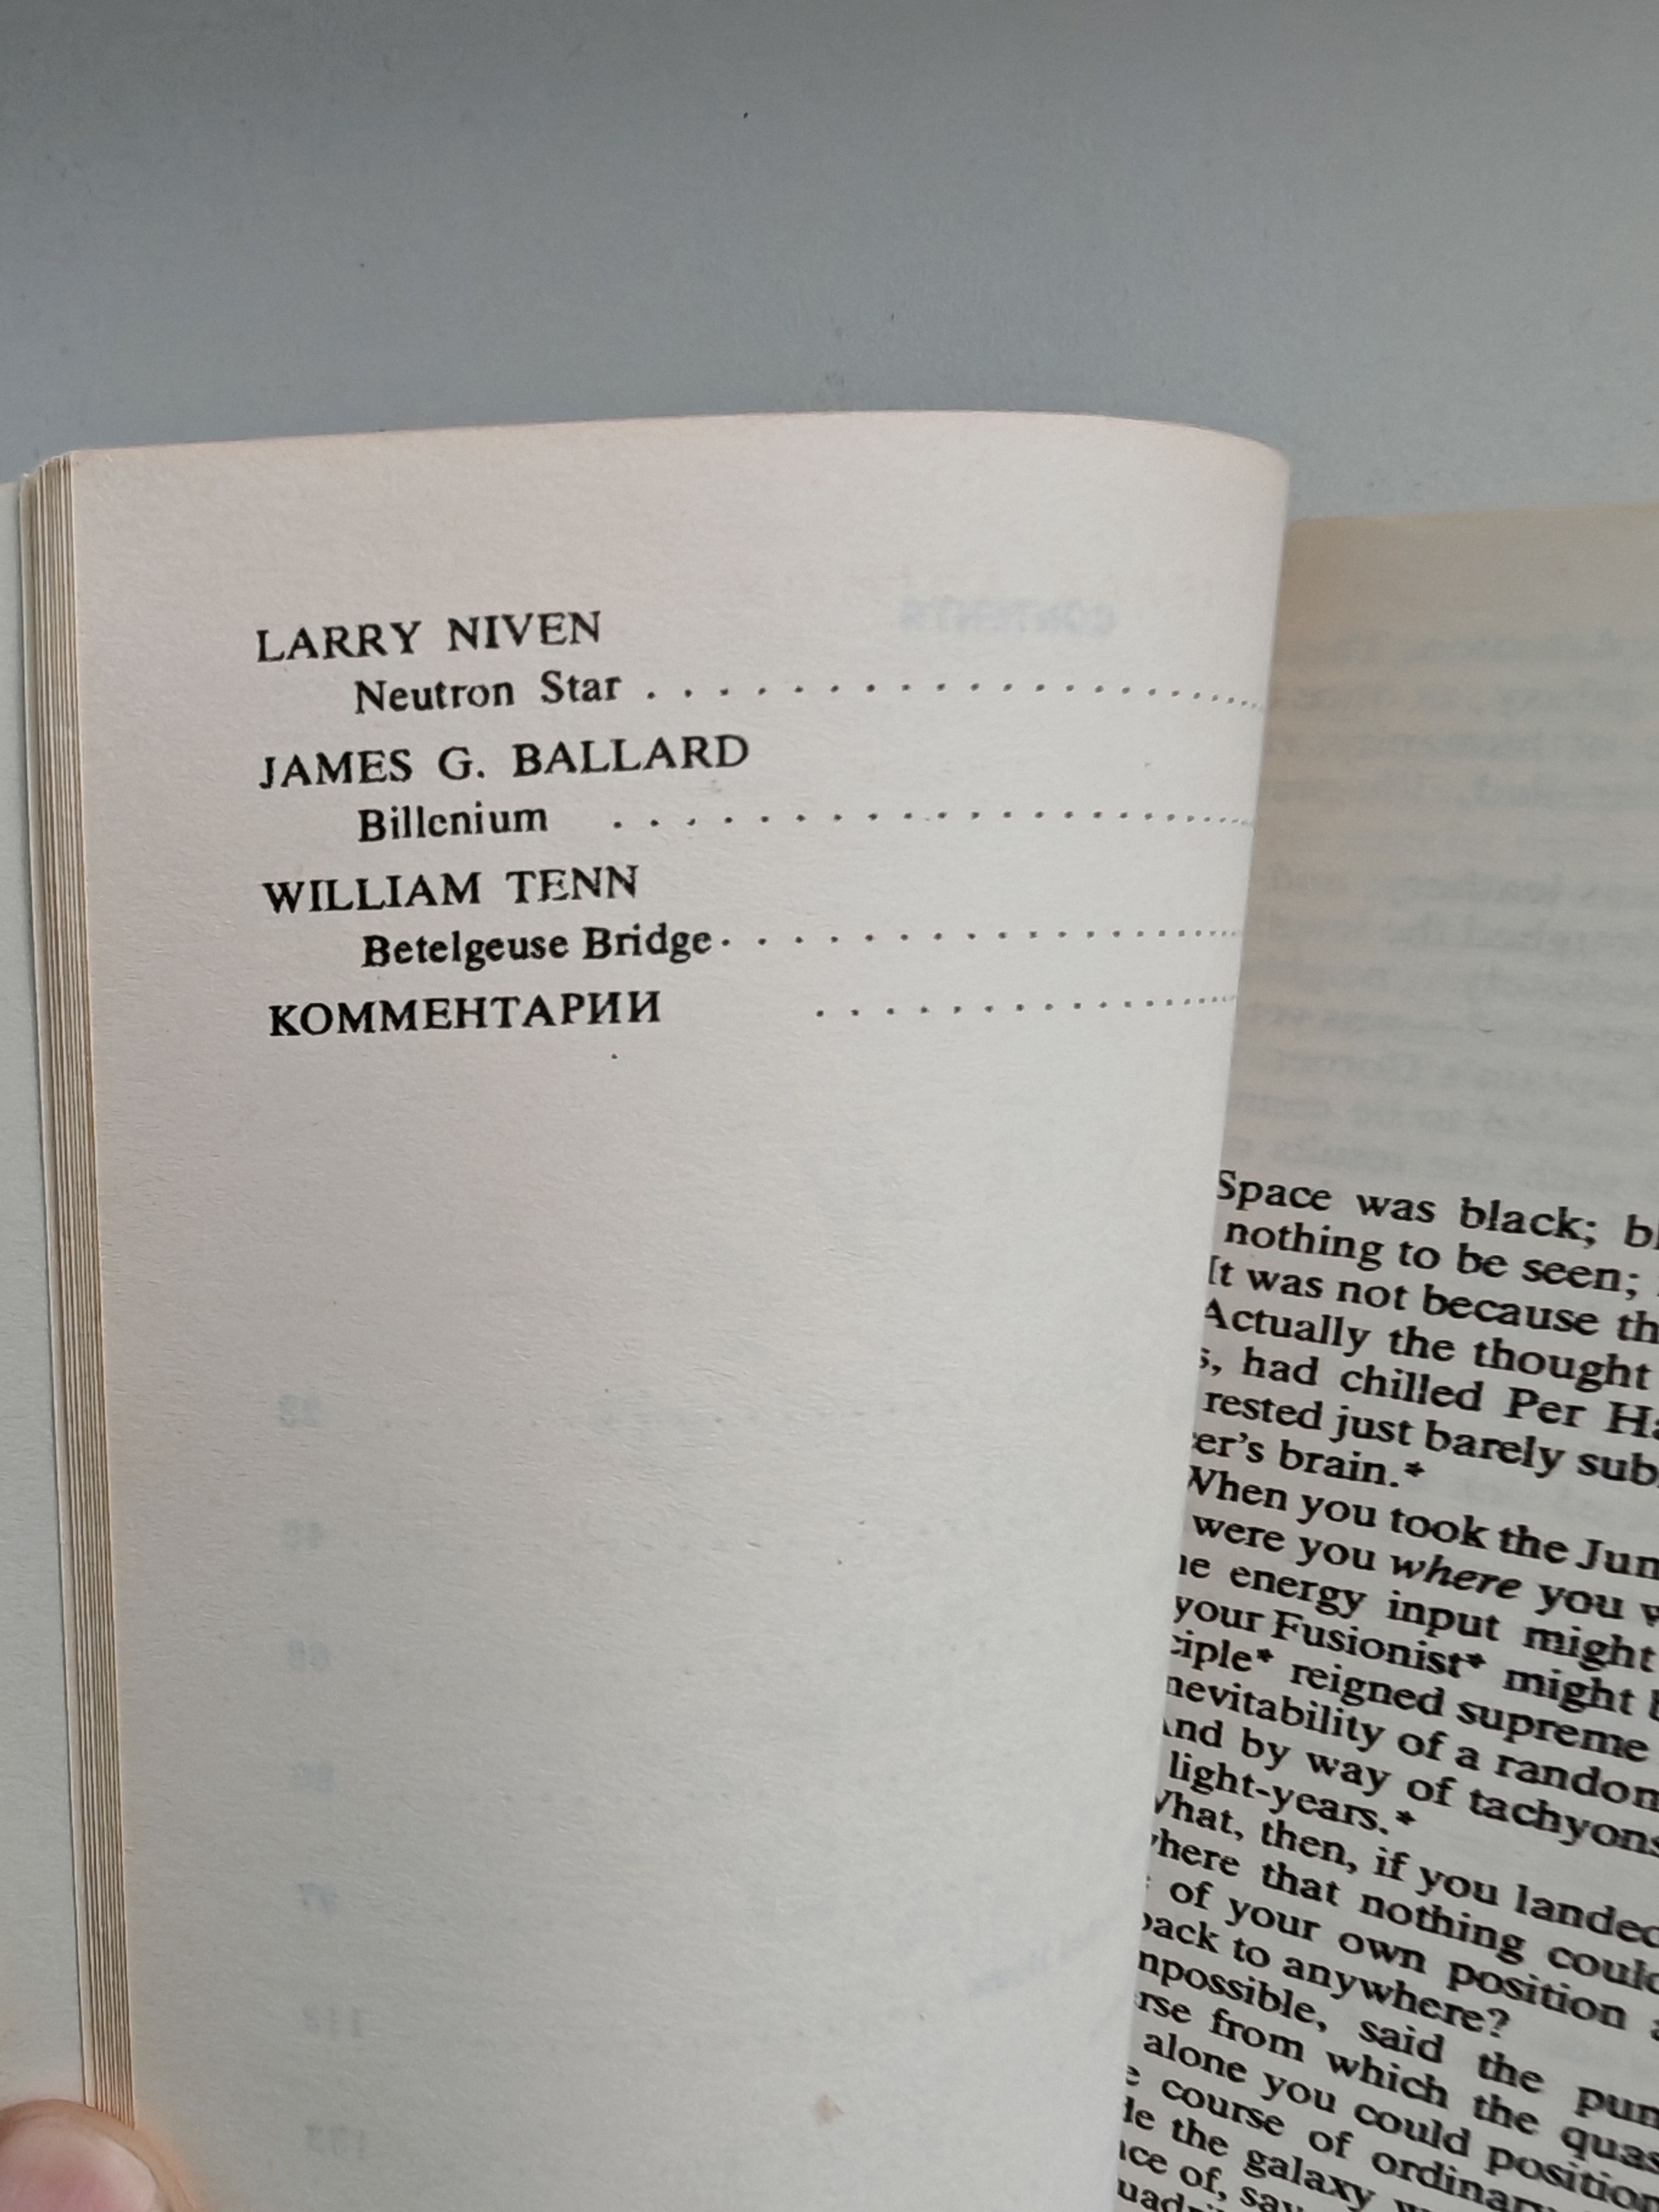 LARRY NIVEN
Neutron Star . . . . . . . . . . . . . . . . . . . .
JAMES G. BALLARD
Billenium . . . . . . . . . . . . . . . . . . . .
WILLIAM TENN
Betelgeuse Bridge . . . . . . . . . . . . . . . . . .
КОММЕНТАРИИ . . . . . . . . . . . . . . .
Space was black;
nothing to be seen;
It was not because
Actually the thought
had chilled Per
rested just barely
brain.*
When you took the
were you where you
energy input might
your Fusionist* might
reigned supreme
of a random
And by way of
light-years.*
What, then, if you
that nothing
of your own position
to anywhere?
said the
from which the
alone you could
course of
the galaxy
of, say